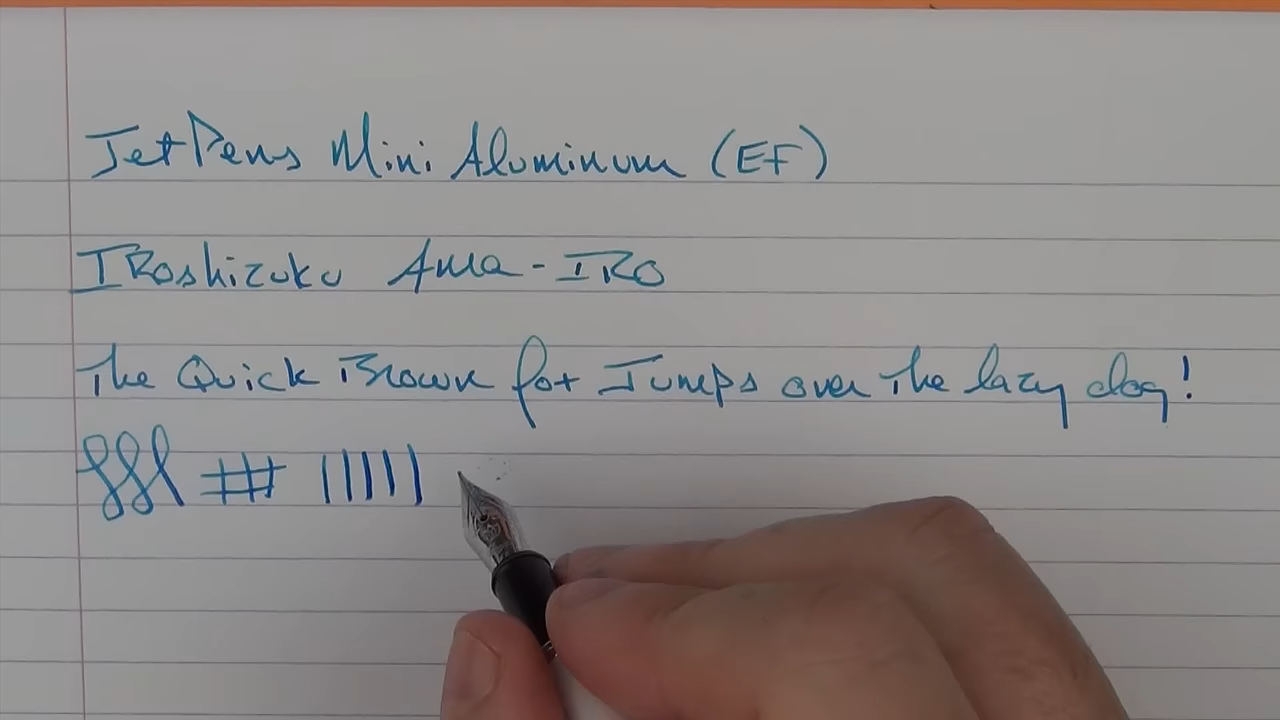 JetPens Mini Aluminum (EF)
IRoshizuku Ama-IRO
The Quick Brown fox Jumps over The lazy dog!